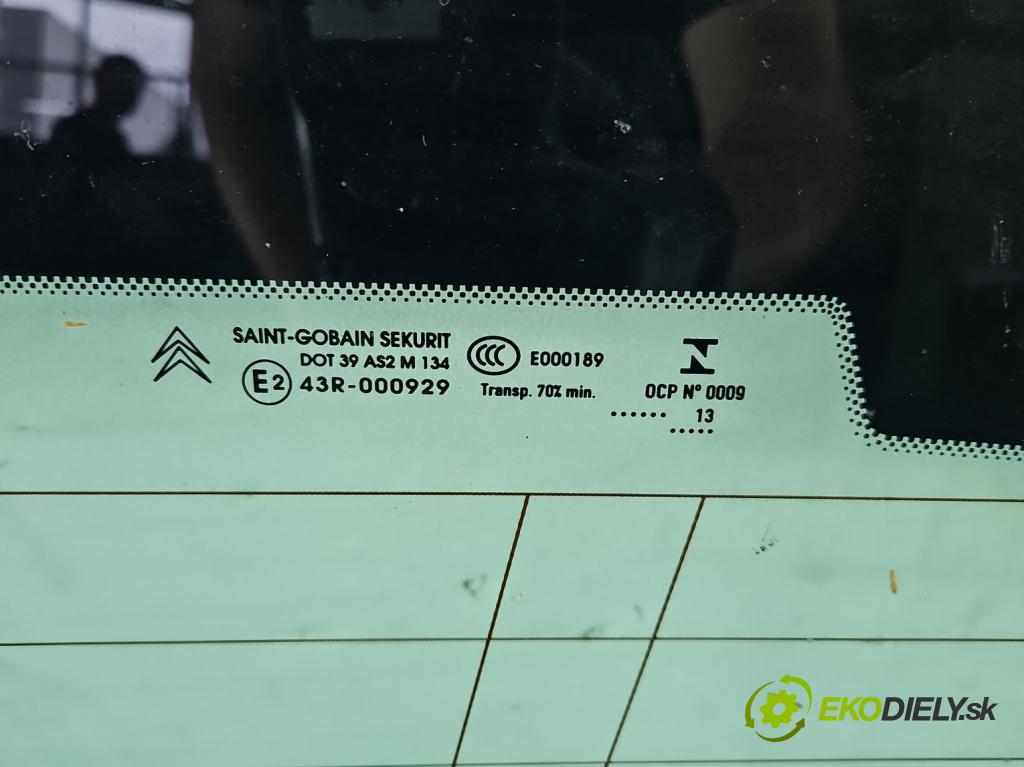 SAINT-GOBAIN SEKURIT
DOT 39 AS2 M 134
E2 43R-000929
CCC E000189
Transp. 70% min.
OCP N° 0009
...... 13
.....
EKODIELY.sk